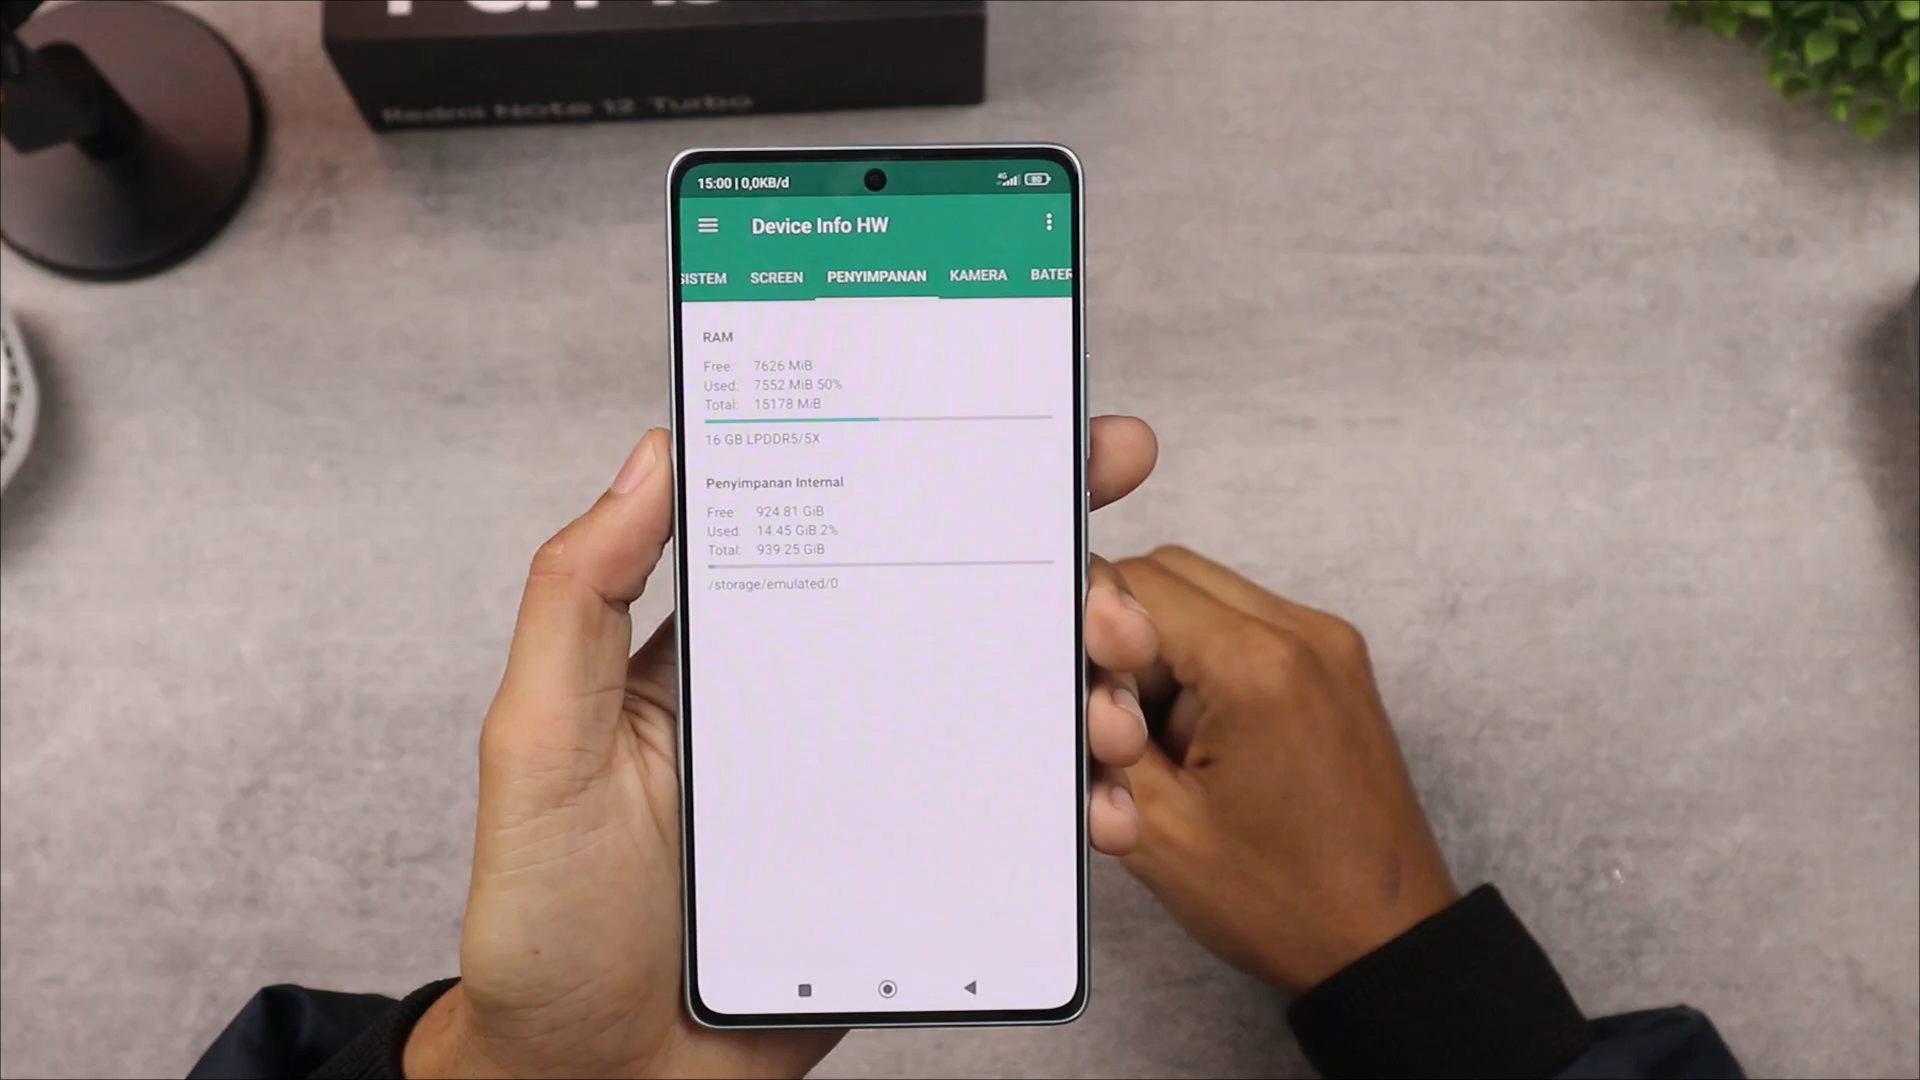 Redmi Note 12 Turbo
15:00 | 0,0KB/d
4G
80
Device Info HW
SISTEM SCREEN PENYIMPANAN KAMERA BATER
RAM
Free: 7626 MiB
Used: 7552 MiB 50%
Total: 15178 MiB
16 GB LPDDR5/5X
Penyimpanan Internal
Free: 924.81 GiB
Used: 14.45 GiB 2%
Total: 939.25 GiB
/storage/emulated/0